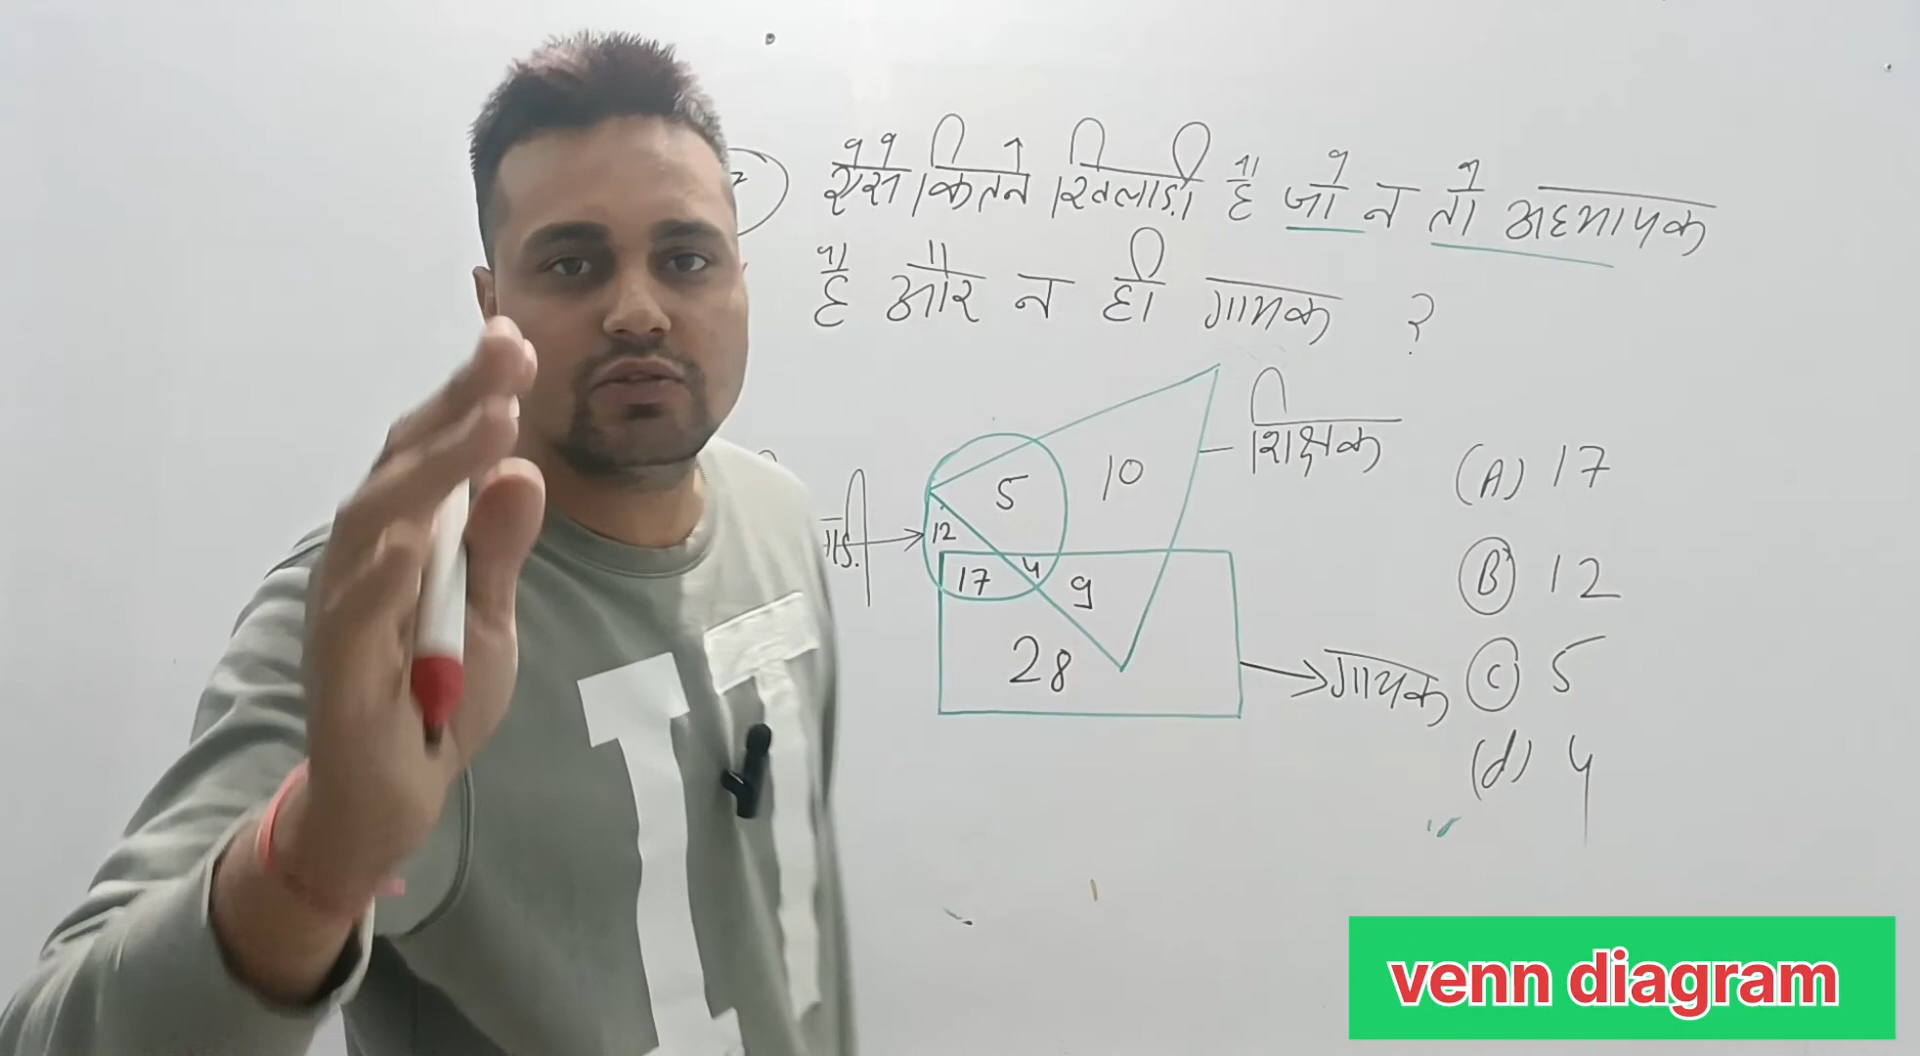 ऐसे कितने खिलाड़ी हैं जो न तो अध्यापक
हैं और न ही गायक ?
शिक्षक
5
10
12
17
4
9
28
गायक
(A) 17
(B) 12
(C) 5
(d) 4
venn diagram